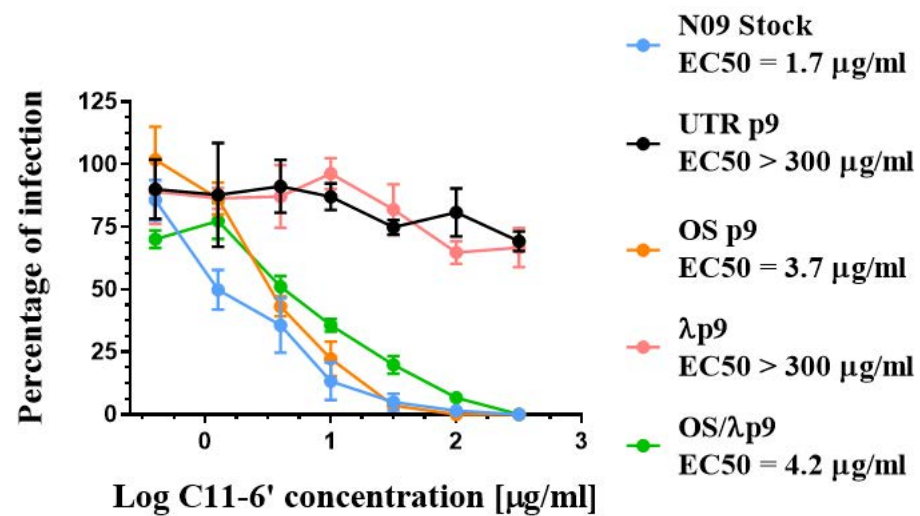 N09 Stock
EC50 = 1.7 μg/ml
UTR p9
EC50 > 300 μg/ml
OS p9
EC50 = 3.7 μg/ml
λp9
EC50 > 300 μg/ml
OS/λp9
EC50 = 4.2 μg/ml
Percentage of infection
125
100
75
50
25
0
0 1 2 3
Log C11-6' concentration [μg/ml]